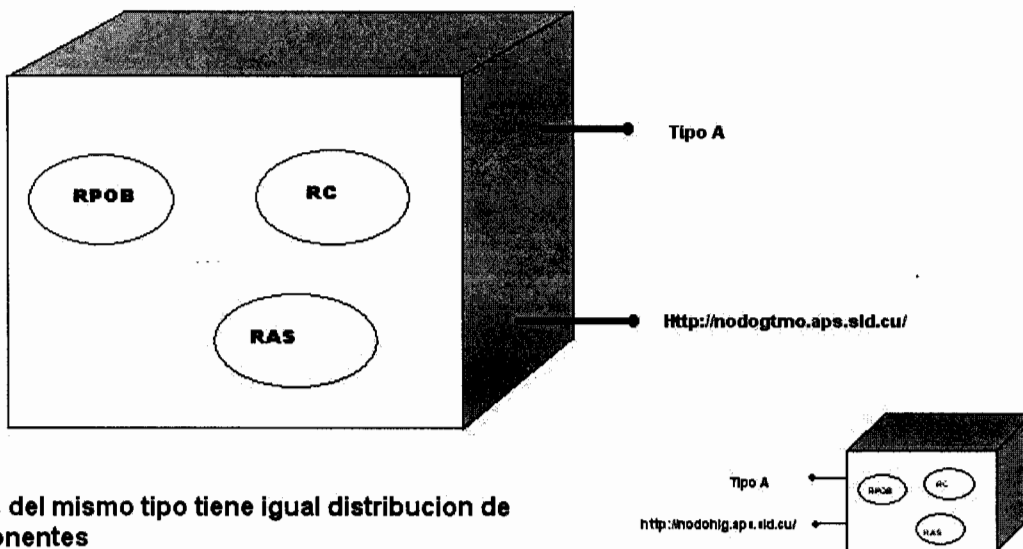 Tipo A
RPOB
RC
RAS
Http://nodogtmo.aps.sld.cu/
del mismo tipo tiene igual distribucion de
Tipo A
RPOB
RC
http://nodohlg.aps.sld.cu/
RAS